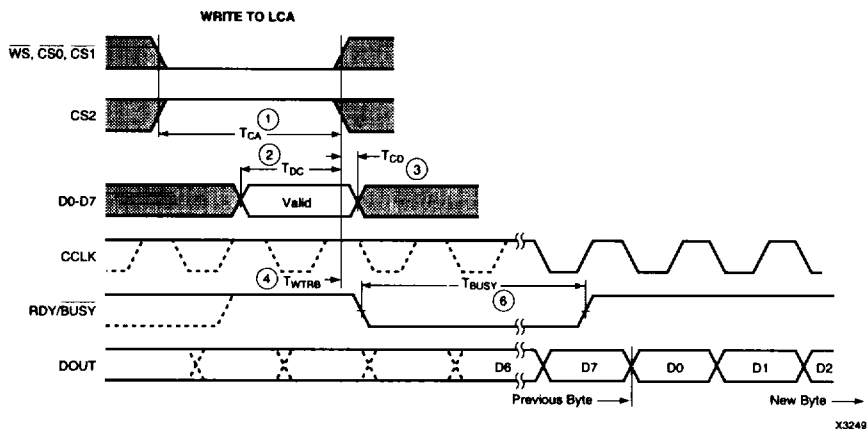 WRITE TO LCA
WS, CS0, CS1
CS2
1
TCA
2
TDC
TCD
3
D0-D7
Valid
CCLK
4
TWTRB
TBUSY
6
RDY/BUSY
DOUT
D6
D7
D0
D1
D2
Previous Byte
New Byte
X3249